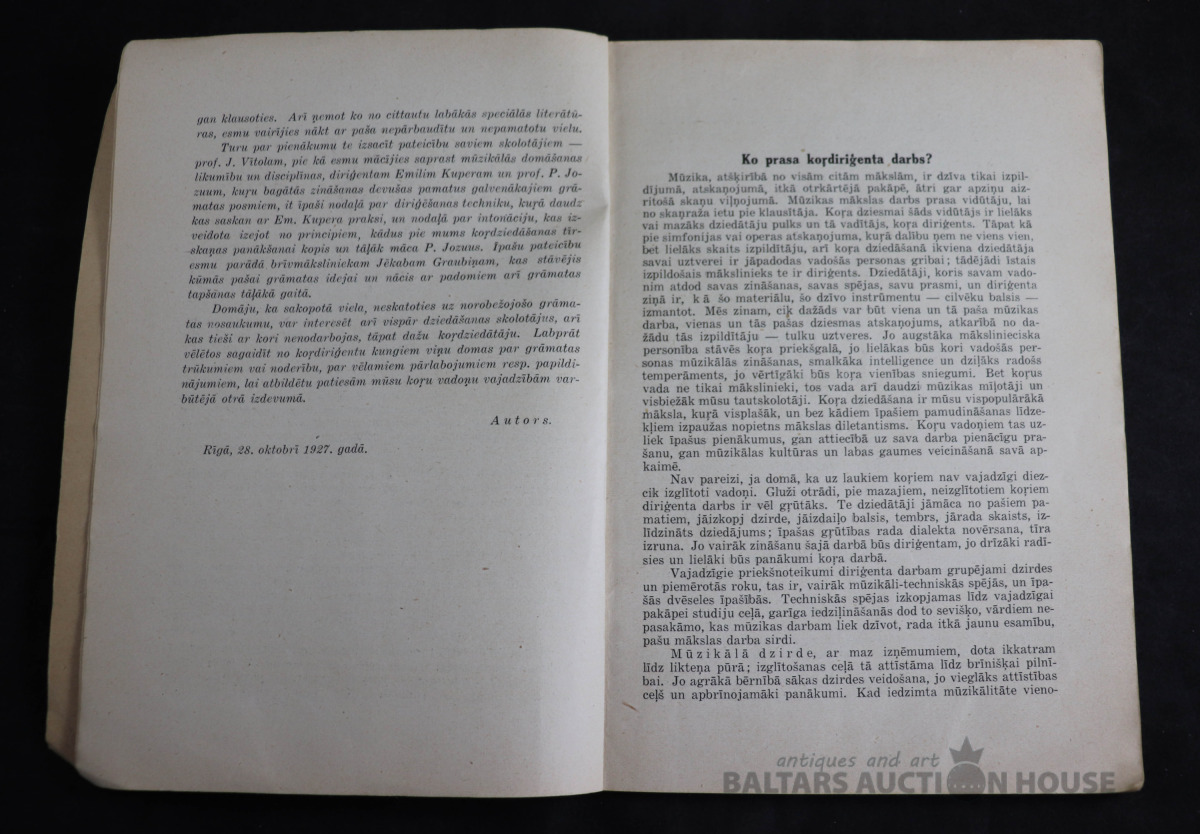 gan klausoties. Arī ņemot ko no cittautu labākās speciālās literātū-
ras, esmu vairījies nākt ar paša nepārbaudītu un nepamatotu vielu.
Turu par pienākumu te izsacīt pateicību saviem skolotājiem —
prof. J. Vītolam, pie kā esmu mācījies saprast mūzikālās domāšanas
likumību un disciplīnas, diriģentam Emilim Kuperam un prof. P. Jo-
zuum, kuŗu bagātās zināšanas devušas pamatus galvenākajiem grā-
matas posmiem, it īpaši nodaļā par diriģēšanas techniku, kuŗā daudz
kas saskan ar Em. Kupera praksi, un nodaļā par intonāciju, kas iz-
veidota izejot no principiem, kādus pie mums koŗdziedāšanas tīr-
skaņas panākšanai kopis un tāļāk māca P. Jozuus. Īpašu pateicību
esmu parādā brīvmāksliniekam Jēkabam Graubiņam, kas stāvējis
kūmās pašai grāmatas idejai un nācis ar padomiem arī grāmatas
tapšanas tāļākā gaitā.
Domāju, ka sakopotā viela, neskatoties uz norobežojošo grāma-
tas nosaukumu, var interesēt arī vispār dziedāšanas skolotājus, arī
kas tieši ar kori nenodarbojas, tāpat dažu koŗdziedātāju. Labprāt
vēlētos sagaidīt no koŗdiriģentu kungiem viņu domas par grāmatas
trūkumiem vai noderību, par vēlamiem pārlabojumiem resp. papildi-
nājumiem, lai atbildētu patiesām mūsu koŗu vadoņu vajadzībām var-
būtējā otrā izdevumā.
Autors.
Rīgā, 28. oktobrī 1927. gadā.
Ko prasa koŗdiriģenta darbs?
Mūzika, atšķirībā no visām citām mākslām, ir dzīva tikai izpil-
dījumā, atskaņojumā, itkā otrkārtējā pakāpē, ātri gar apziņu aiz-
ritošā skaņu viļņojumā. Mūzikas mākslas darbs prasa vidūtāju, lai
no skaņraža ietu pie klausītāja. Koŗa dziesmai šāds vidūtājs ir lielāks
vai mazāks dziedātāju pulks un tā vadītājs, koŗa diriģents. Tāpat kā
pie simfonijas vai operas atskaņojuma, kuŗā dalību ņem ne viens vien,
bet lielāks skaits izpildītāju, arī koŗa dziedāšanā ikviena dziedātāja
savai uztverei ir jāpadodas vadošās personas gribai; tādējādi īstais
izpildošais mākslinieks te ir diriģents. Dziedātāji, koris savam vado-
nim atdod savas zināšanas, savas spējas, savu prasmi, un diriģenta
ziņā ir, kā šo materiālu, šo dzīvo instrūmentu — cilvēku balsis —
izmantot. Mēs zinam, cik dažāds var būt viena un tā paša mūzikas
darba, vienas un tās pašas dziesmas atskaņojums, atkarībā no da-
žādu tās izpildītāju — tulku uztveres. Jo augstāka mākslinieciska
personība stāvēs koŗa priekšgalā, jo lielākas būs kori vadošās per-
sonas mūzikālās zināšanas, smalkāka intelligence un dziļāks radošs
temperāments, jo vērtīgāki būs koŗa vienības sniegumi. Bet koŗus
vada ne tikai mākslinieki, tos vada arī daudzi mūzikas mīļotāji un
visbiežāk mūsu tautskolotāji. Koŗa dziedāšana ir mūsu vispopulārākā
māksla, kuŗā visplašāk, un bez kādiem īpašiem pamudināšanas līdze-
kļiem izpaužas nopietns mākslas diletantisms. Koŗu vadoņiem tas uz-
liek īpašus pienākumus, gan attiecībā uz sava darba pienācīgu pra-
šanu, gan mūzikālas kultūras un labas gaumes veicināšanā savā ap-
kaimē.
Nav pareizi, ja domā, ka uz laukiem koŗiem nav vajadzīgi diez-
cik izglītoti vadoņi. Gluži otrādi, pie mazajiem, neizglītotiem koŗiem
diriģenta darbs ir vēl gŗūtāks. Te dziedātāji jāmāca no pašiem pa-
matiem, jāizkopj dzirde, jāizdaiļo balsis, tembrs, jārada skaists, iz-
līdzināts dziedājums; īpašas gŗūtības rada dialekta novēršana, tīra
izruna. Jo vairāk zināšanu šajā darbā būs diriģentam, jo drīzāki radī-
sies un lielāki būs panākumi koŗa darbā.
Vajadzīgie priekšnoteikumi diriģenta darbam grupējami dzirdes
un piemērotās roku, tas ir, vairāk mūzikāli-techniskās spējās, un īpa-
šās dvēseles īpašībās. Techniskās spējas izkopjamas līdz vajadzīgai
pakāpei studiju ceļā, garīga iedziļināšanās dod to sevišķo, vārdiem ne-
pasakāmo, kas mūzikas darbam liek dzīvot, rada itkā jaunu esamību,
pašu mākslas darba sirdi.
Mūzikālā dzirde, ar maz izņēmumiem, dota ikkatram
līdz likteņa pūrā; izglītošanas ceļā tā attīstāma līdz brīnišķai pilnī-
bai. Jo agrākā bērnībā sākas dzirdes veidošana, jo vieglāks attīstības
ceļš un apbrīnojamāki panākumi. Kad iedzimta mūzikālitāte vieno-
antiques and art
BALTARS AUCTION HOUSE